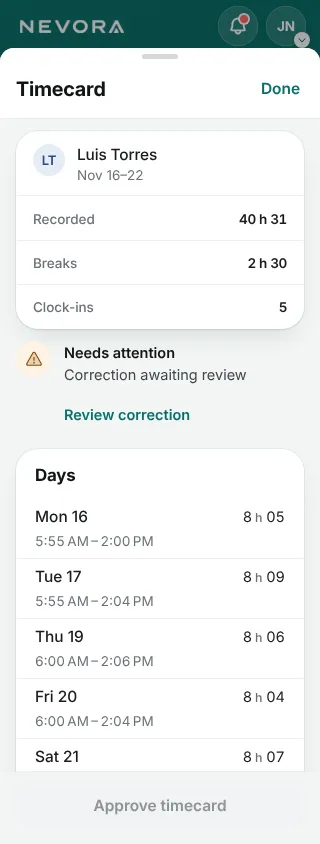 NEVORA
JN
Timecard
Done
LT
Luis Torres
Nov 16–22
Recorded 40 h 31
Breaks 2 h 30
Clock-ins 5
Needs attention
Correction awaiting review
Review correction
Days
Mon 16 8 h 05
5:55 AM – 2:00 PM
Tue 17 8 h 09
5:55 AM – 2:04 PM
Thu 19 8 h 06
6:00 AM – 2:06 PM
Fri 20 8 h 04
6:00 AM – 2:04 PM
Sat 21 8 h 07
Approve timecard